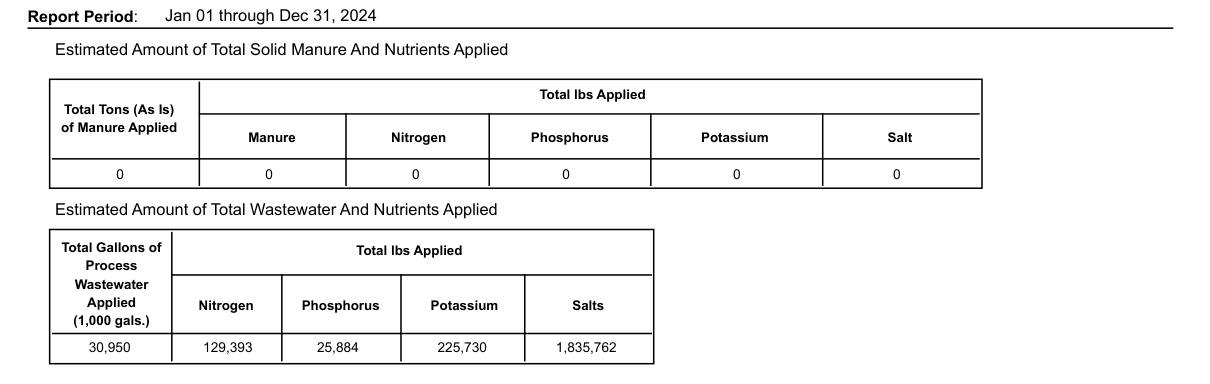 Report Period: Jan 01 through Dec 31, 2024
Estimated Amount of Total Solid Manure And Nutrients Applied
Total Tons (As Is)
of Manure Applied
Total lbs Applied
Manure Nitrogen Phosphorus Potassium Salt
0 0 0 0 0 0
Estimated Amount of Total Wastewater And Nutrients Applied
Total Gallons of
Process
Wastewater
Applied
(1,000 gals.)
Total lbs Applied
Nitrogen Phosphorus Potassium Salts
30,950 129,393 25,884 225,730 1,835,762